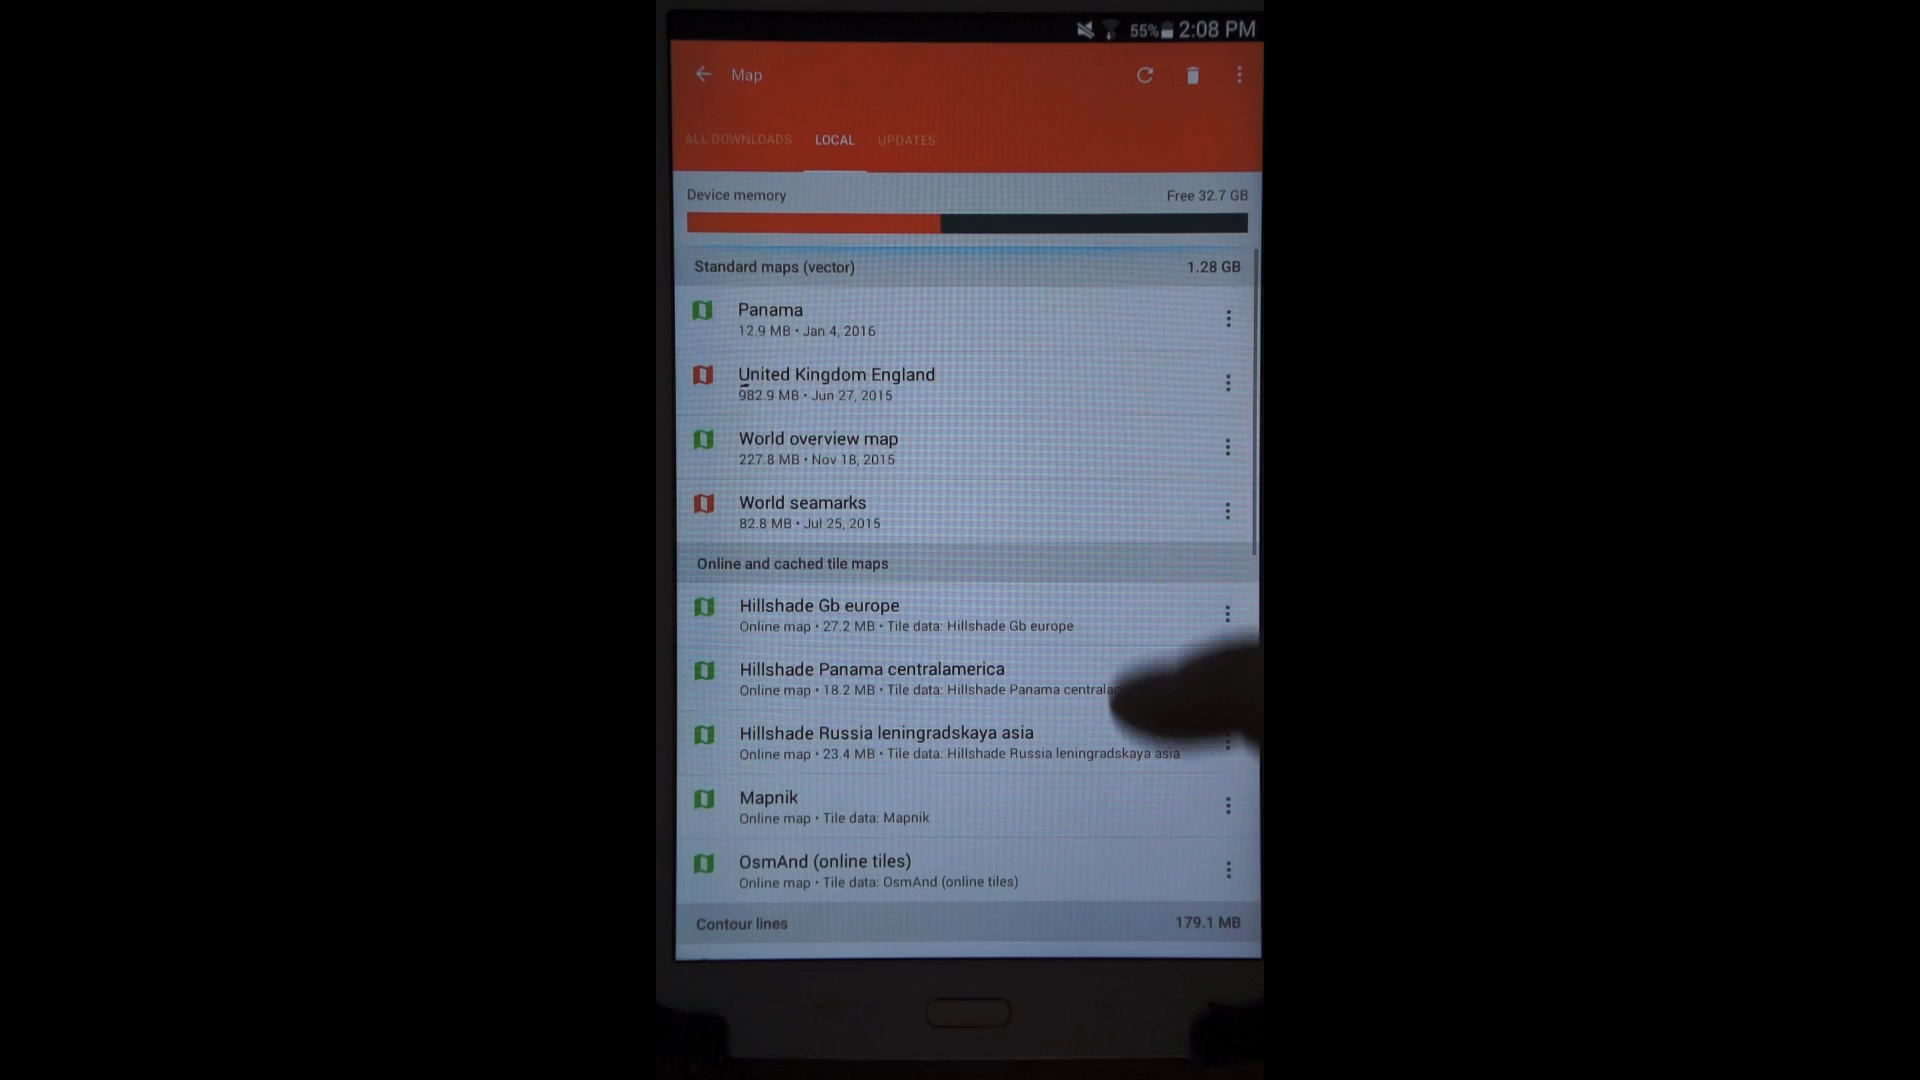 55% 2:08 PM
Map
ALL DOWNLOADS LOCAL UPDATES
Device memory Free 32.7 GB
Standard maps (vector) 1.28 GB
Panama
12.9 MB • Jan 4, 2016
United Kingdom England
982.9 MB • Jun 27, 2015
World overview map
227.8 MB • Nov 18, 2015
World seamarks
82.8 MB • Jul 25, 2015
Online and cached tile maps
Hillshade Gb europe
Online map • 27.2 MB • Tile data: Hillshade Gb europe
Hillshade Panama centralamerica
Online map • 18.2 MB • Tile data: Hillshade Panama
Hillshade Russia leningradskaya asia
Online map • 23.4 MB • Tile data: Hillshade Russia leningradskaya asia
Mapnik
Online map • Tile data: Mapnik
OsmAnd (online tiles)
Online map • Tile data: OsmAnd (online tiles)
Contour lines 179.1 MB